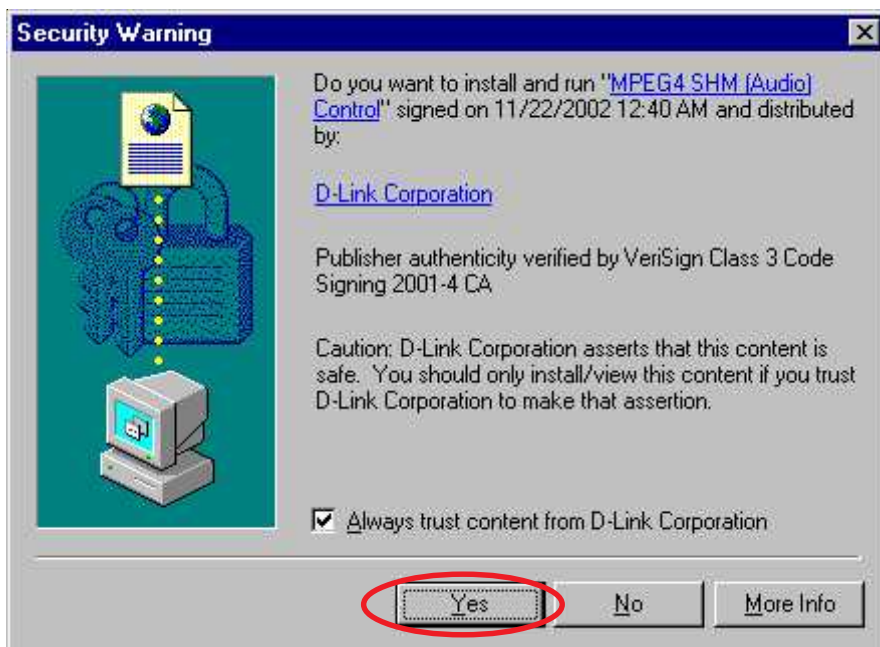 Security Warning
Do you want to install and run "MPEG4 SHM (Audio)
Control" signed on 11/22/2002 12:40 AM and distributed
by:
D-Link Corporation
Publisher authenticity verified by VeriSign Class 3 Code
Signing 2001-4 CA
Caution: D-Link Corporation asserts that this content is
safe. You should only install/view this content if you trust
D-Link Corporation to make that assertion.
Always trust content from D-Link Corporation
Yes No More Info